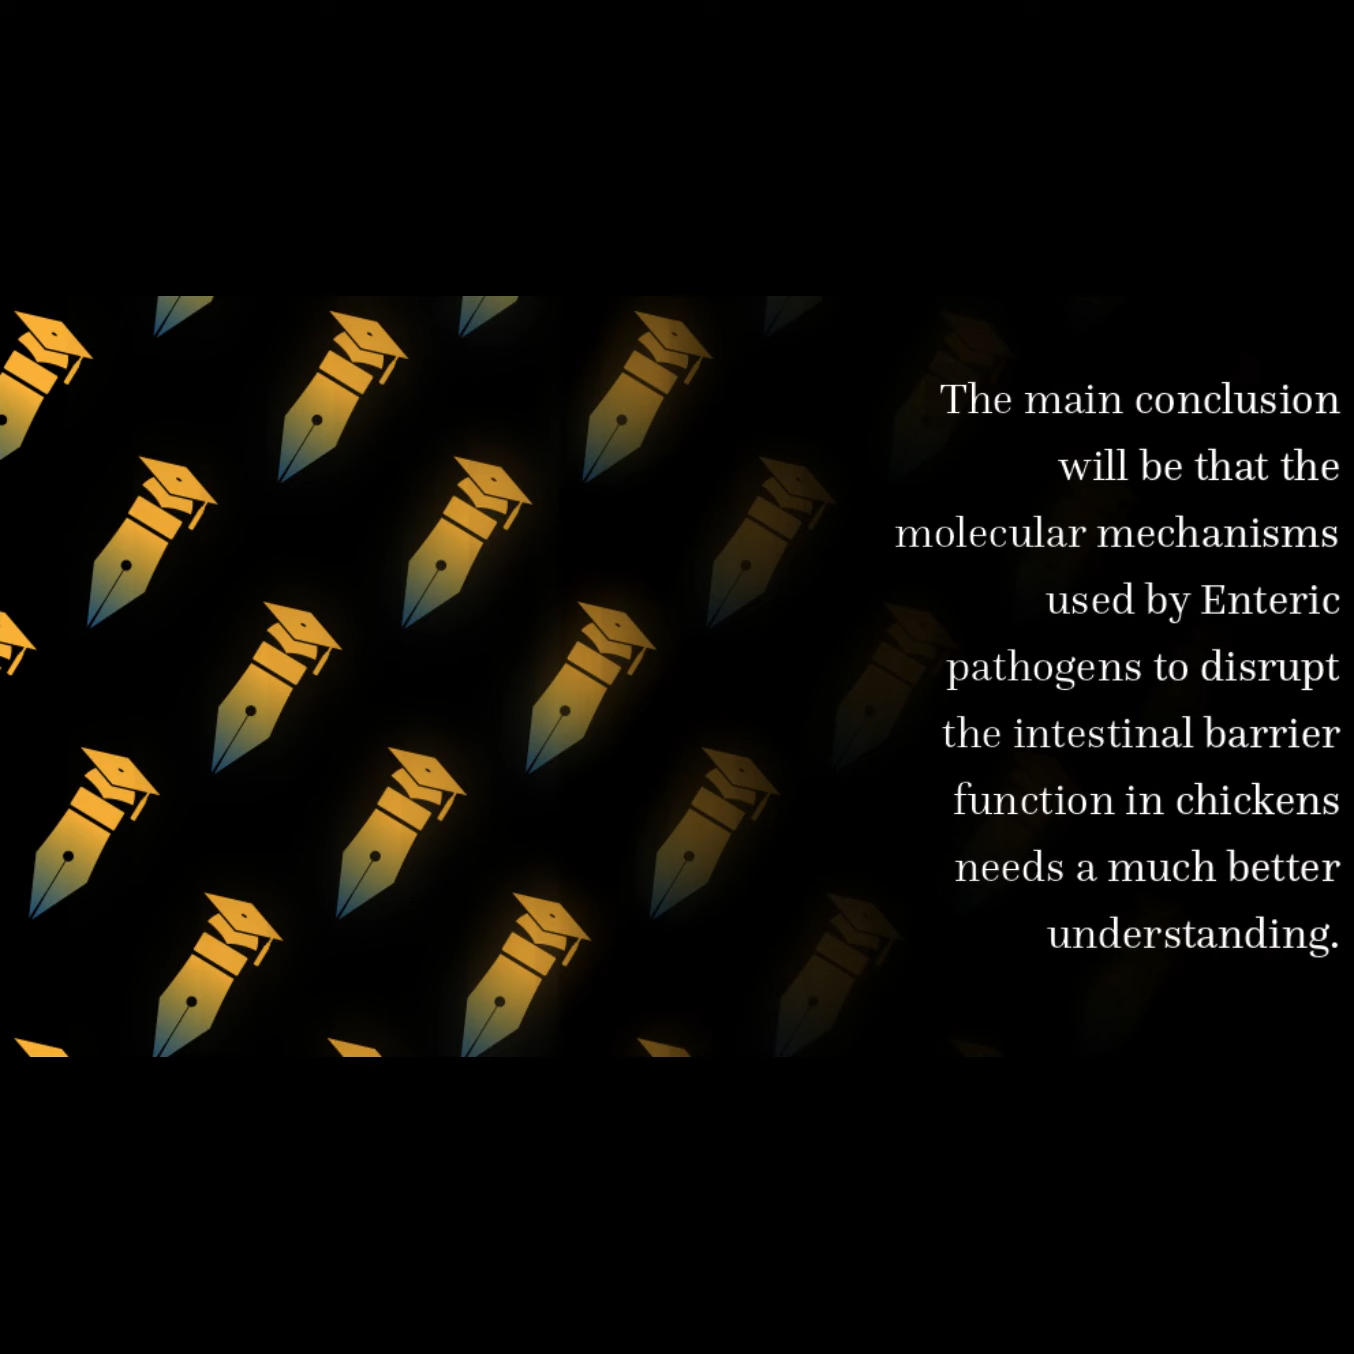 The main conclusion
will be that the
molecular mechanisms
used by Enteric
pathogens to disrupt
the intestinal barrier
function in chickens
needs a much better
understanding.